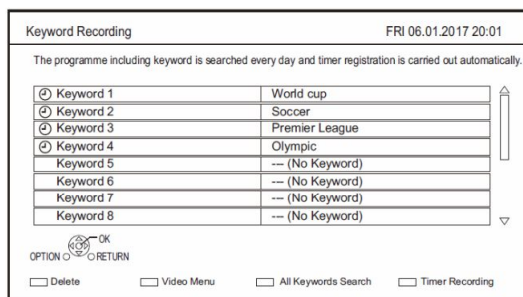 Keyword Recording FRI 06.01.2017 20:01
The programme including keyword is searched every day and timer registration is carried out automatically.
Keyword 1 World cup
Keyword 2 Soccer
Keyword 3 Premier League
Keyword 4 Olympic
Keyword 5 --- (No Keyword)
Keyword 6 --- (No Keyword)
Keyword 7 --- (No Keyword)
Keyword 8 --- (No Keyword)
OK
OPTION RETURN
Delete Video Menu All Keywords Search Timer Recording